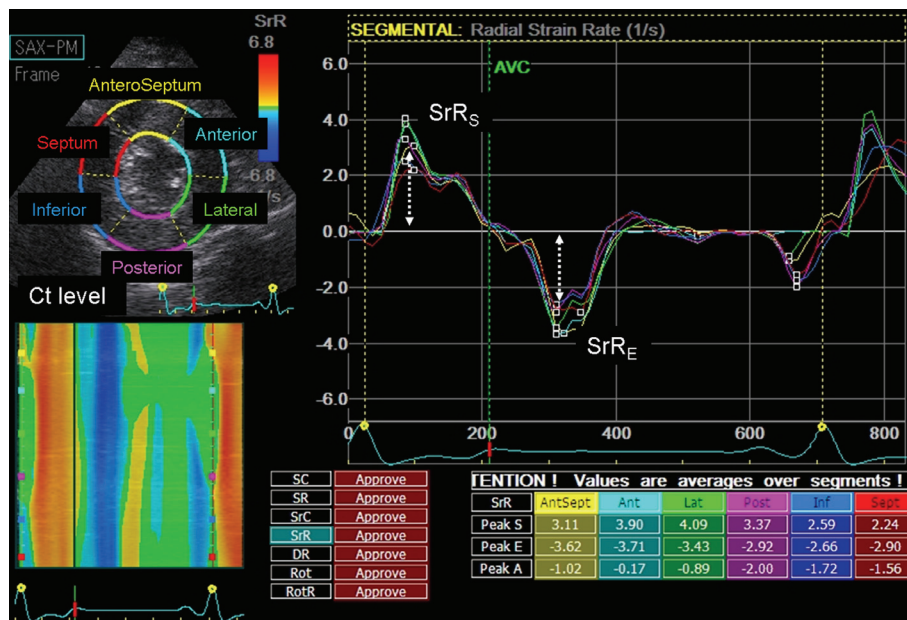 SAX-PM
Frame
SrR
6.8
-6.8
/s
AnteroSeptum
Septum
Anterior
Inferior
Lateral
Posterior
Ct level
SEGMENTAL: Radial Strain Rate (1/s)
AVC
6.0
4.0
2.0
0.0
-2.0
-4.0
-6.0
SrRS
SrRE
0 200 400 600 800
SC Approve
SR Approve
SrC Approve
SrR Approve
DR Approve
Rot Approve
RotR Approve
TENTION ! Values are averages over segments !
SrR AntSept Ant Lat Post Inf Sept
Peak S 3.11 3.90 4.09 3.37 2.59 2.24
Peak E -3.62 -3.71 -3.43 -2.92 -2.66 -2.90
Peak A -1.02 -0.17 -0.89 -2.00 -1.72 -1.56